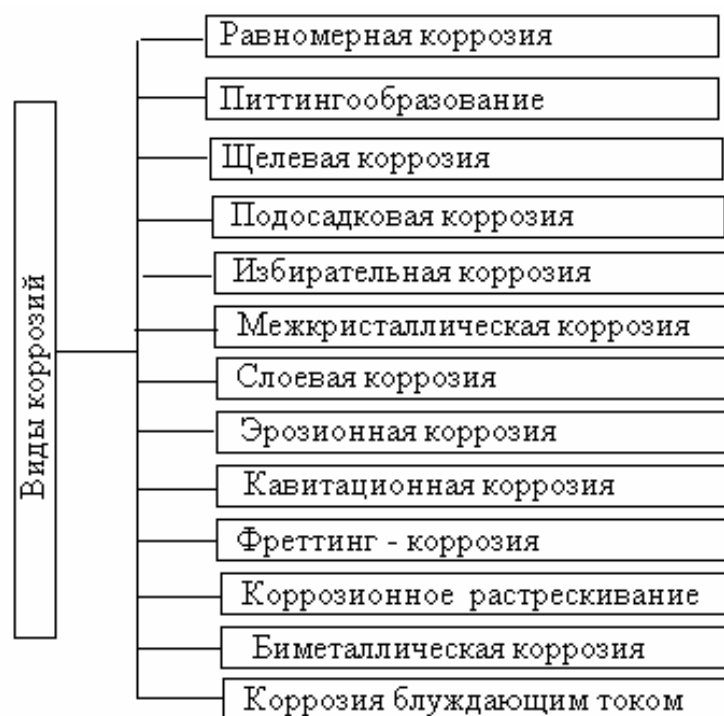 Виды коррозий
Равномерная коррозия
Питтингообразование
Щелевая коррозия
Подосадковая коррозия
Избирательная коррозия
Межкристаллическая коррозия
Слоевая коррозия
Эрозионная коррозия
Кавитационная коррозия
Фреттинг - коррозия
Коррозионное растрескивание
Биметаллическая коррозия
Коррозия блуждающим током